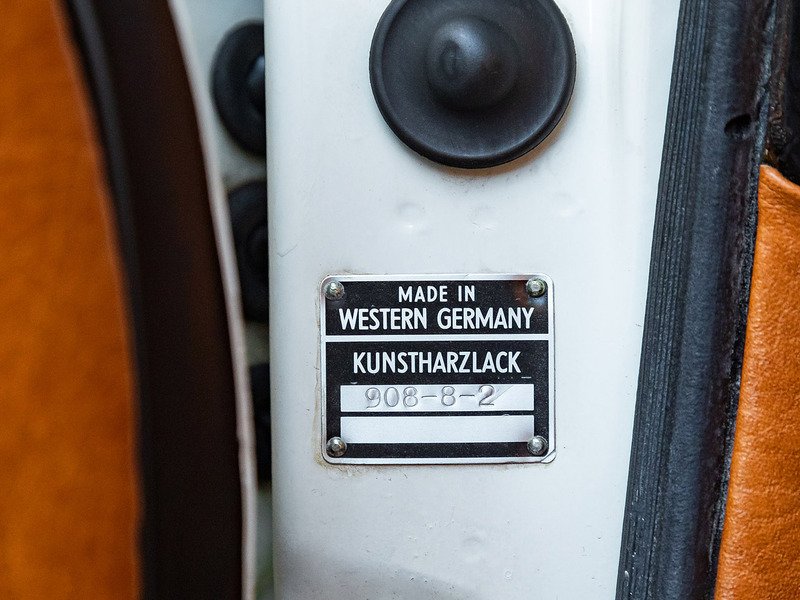 MADE IN
WESTERN GERMANY
KUNSTHARZLACK
908-8-2